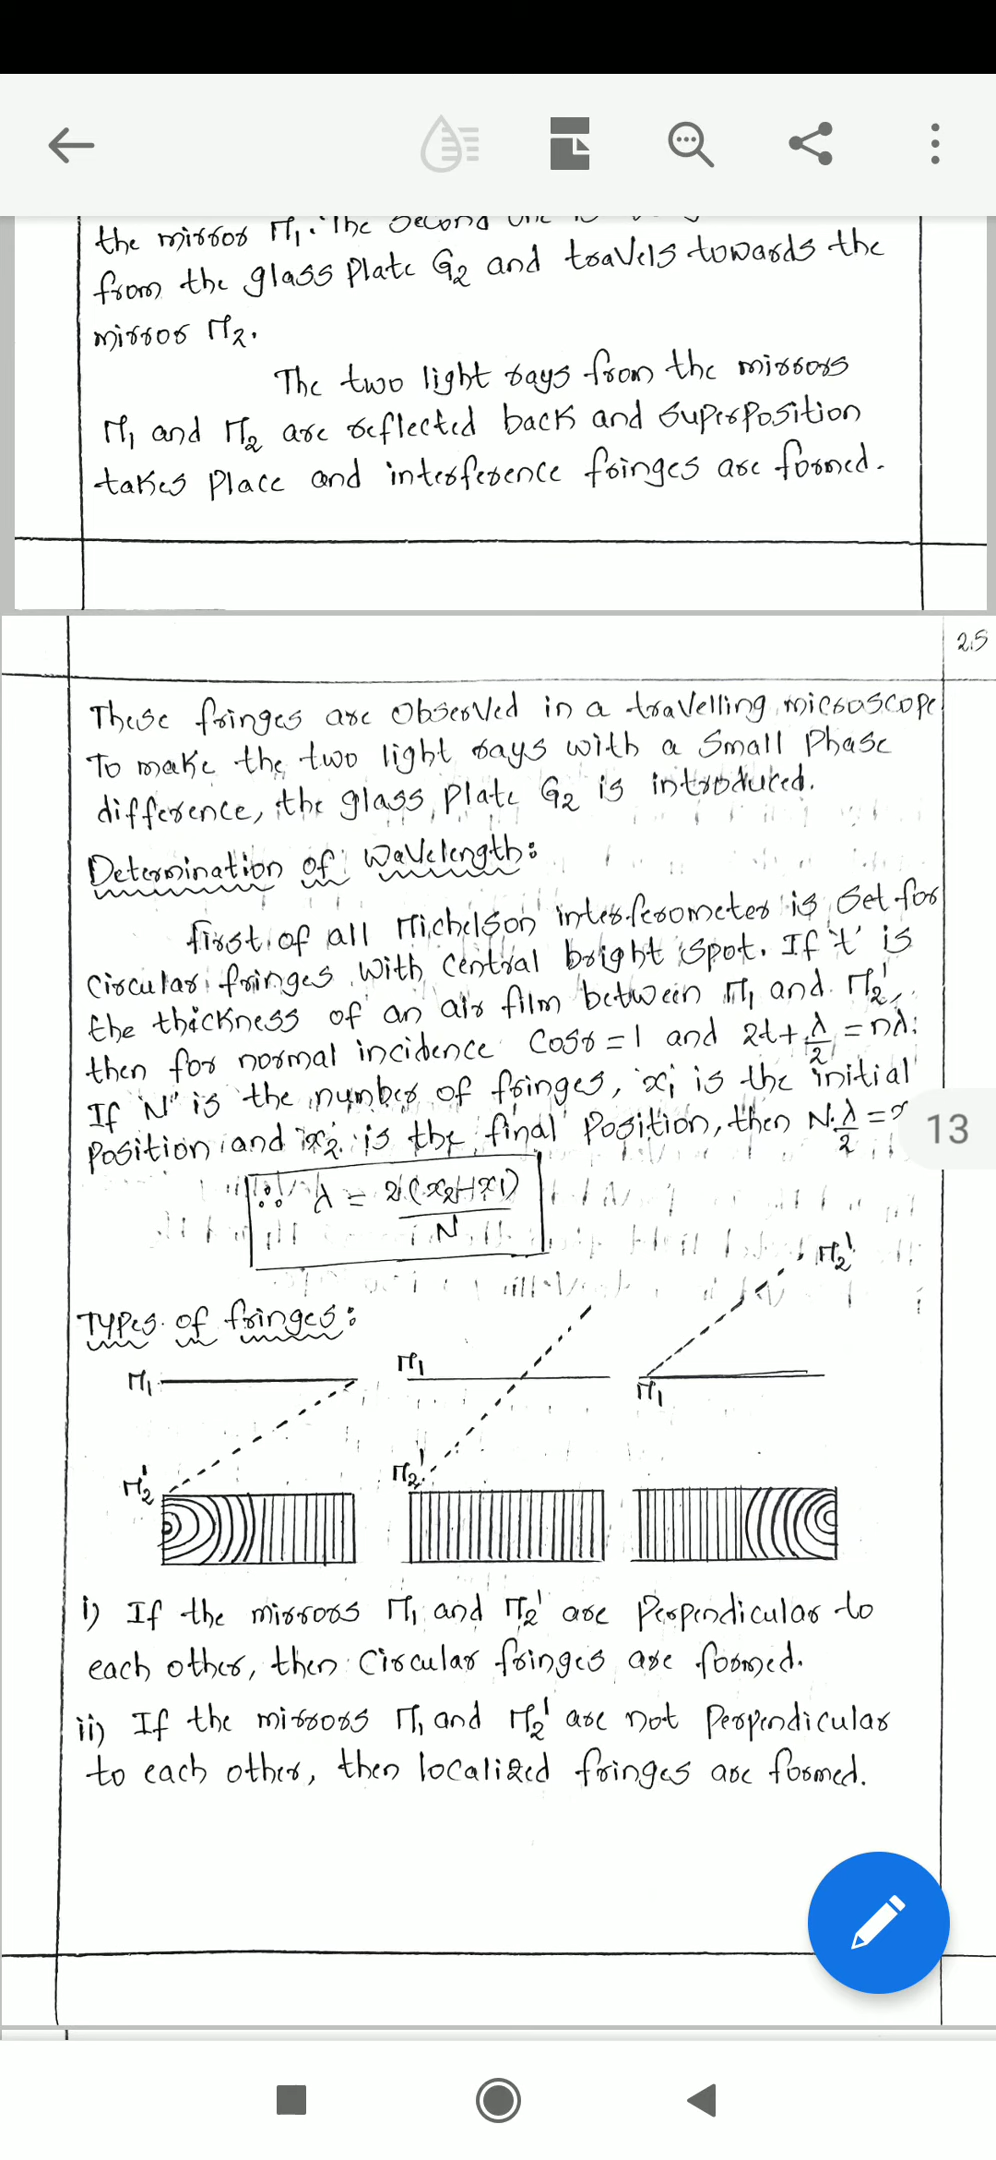 the mirror M₁. The Second one is
from the glass Plate G₂ and travels towards the
mirror M₂.
The two light rays from the mirrors
M₁ and M₂ are reflected back and Superposition
takes Place and interference fringes are formed.
25
These fringes are Observed in a travelling microscope
To make the two light rays with a Small Phase
difference, the glass Plate G₂ is introduced.
Determination of Wavelength:
first of all Michelson interferometer is Set for
Circular fringes With Central bright Spot. If 't' is
the thickness of an air film between M₁ and M₂'
then for normal incidence Cosr = 1 and 2t + λ/2 = nλ.
If 'N' is the number of fringes, x₁ is the initial
Position and x₂ is the final Position, then N.λ/2 =
13
∴ λ = 2(x₂-x₁)/N
M₂'
Types of fringes:
M₁ M₁ M₁
M₂' M₂'
i) If the mirrors M₁ and M₂' are Perpendicular to
each other, then Circular fringes are formed.
ii) If the mirrors M₁ and M₂' are not Perpendicular
to each other, then localized fringes are formed.